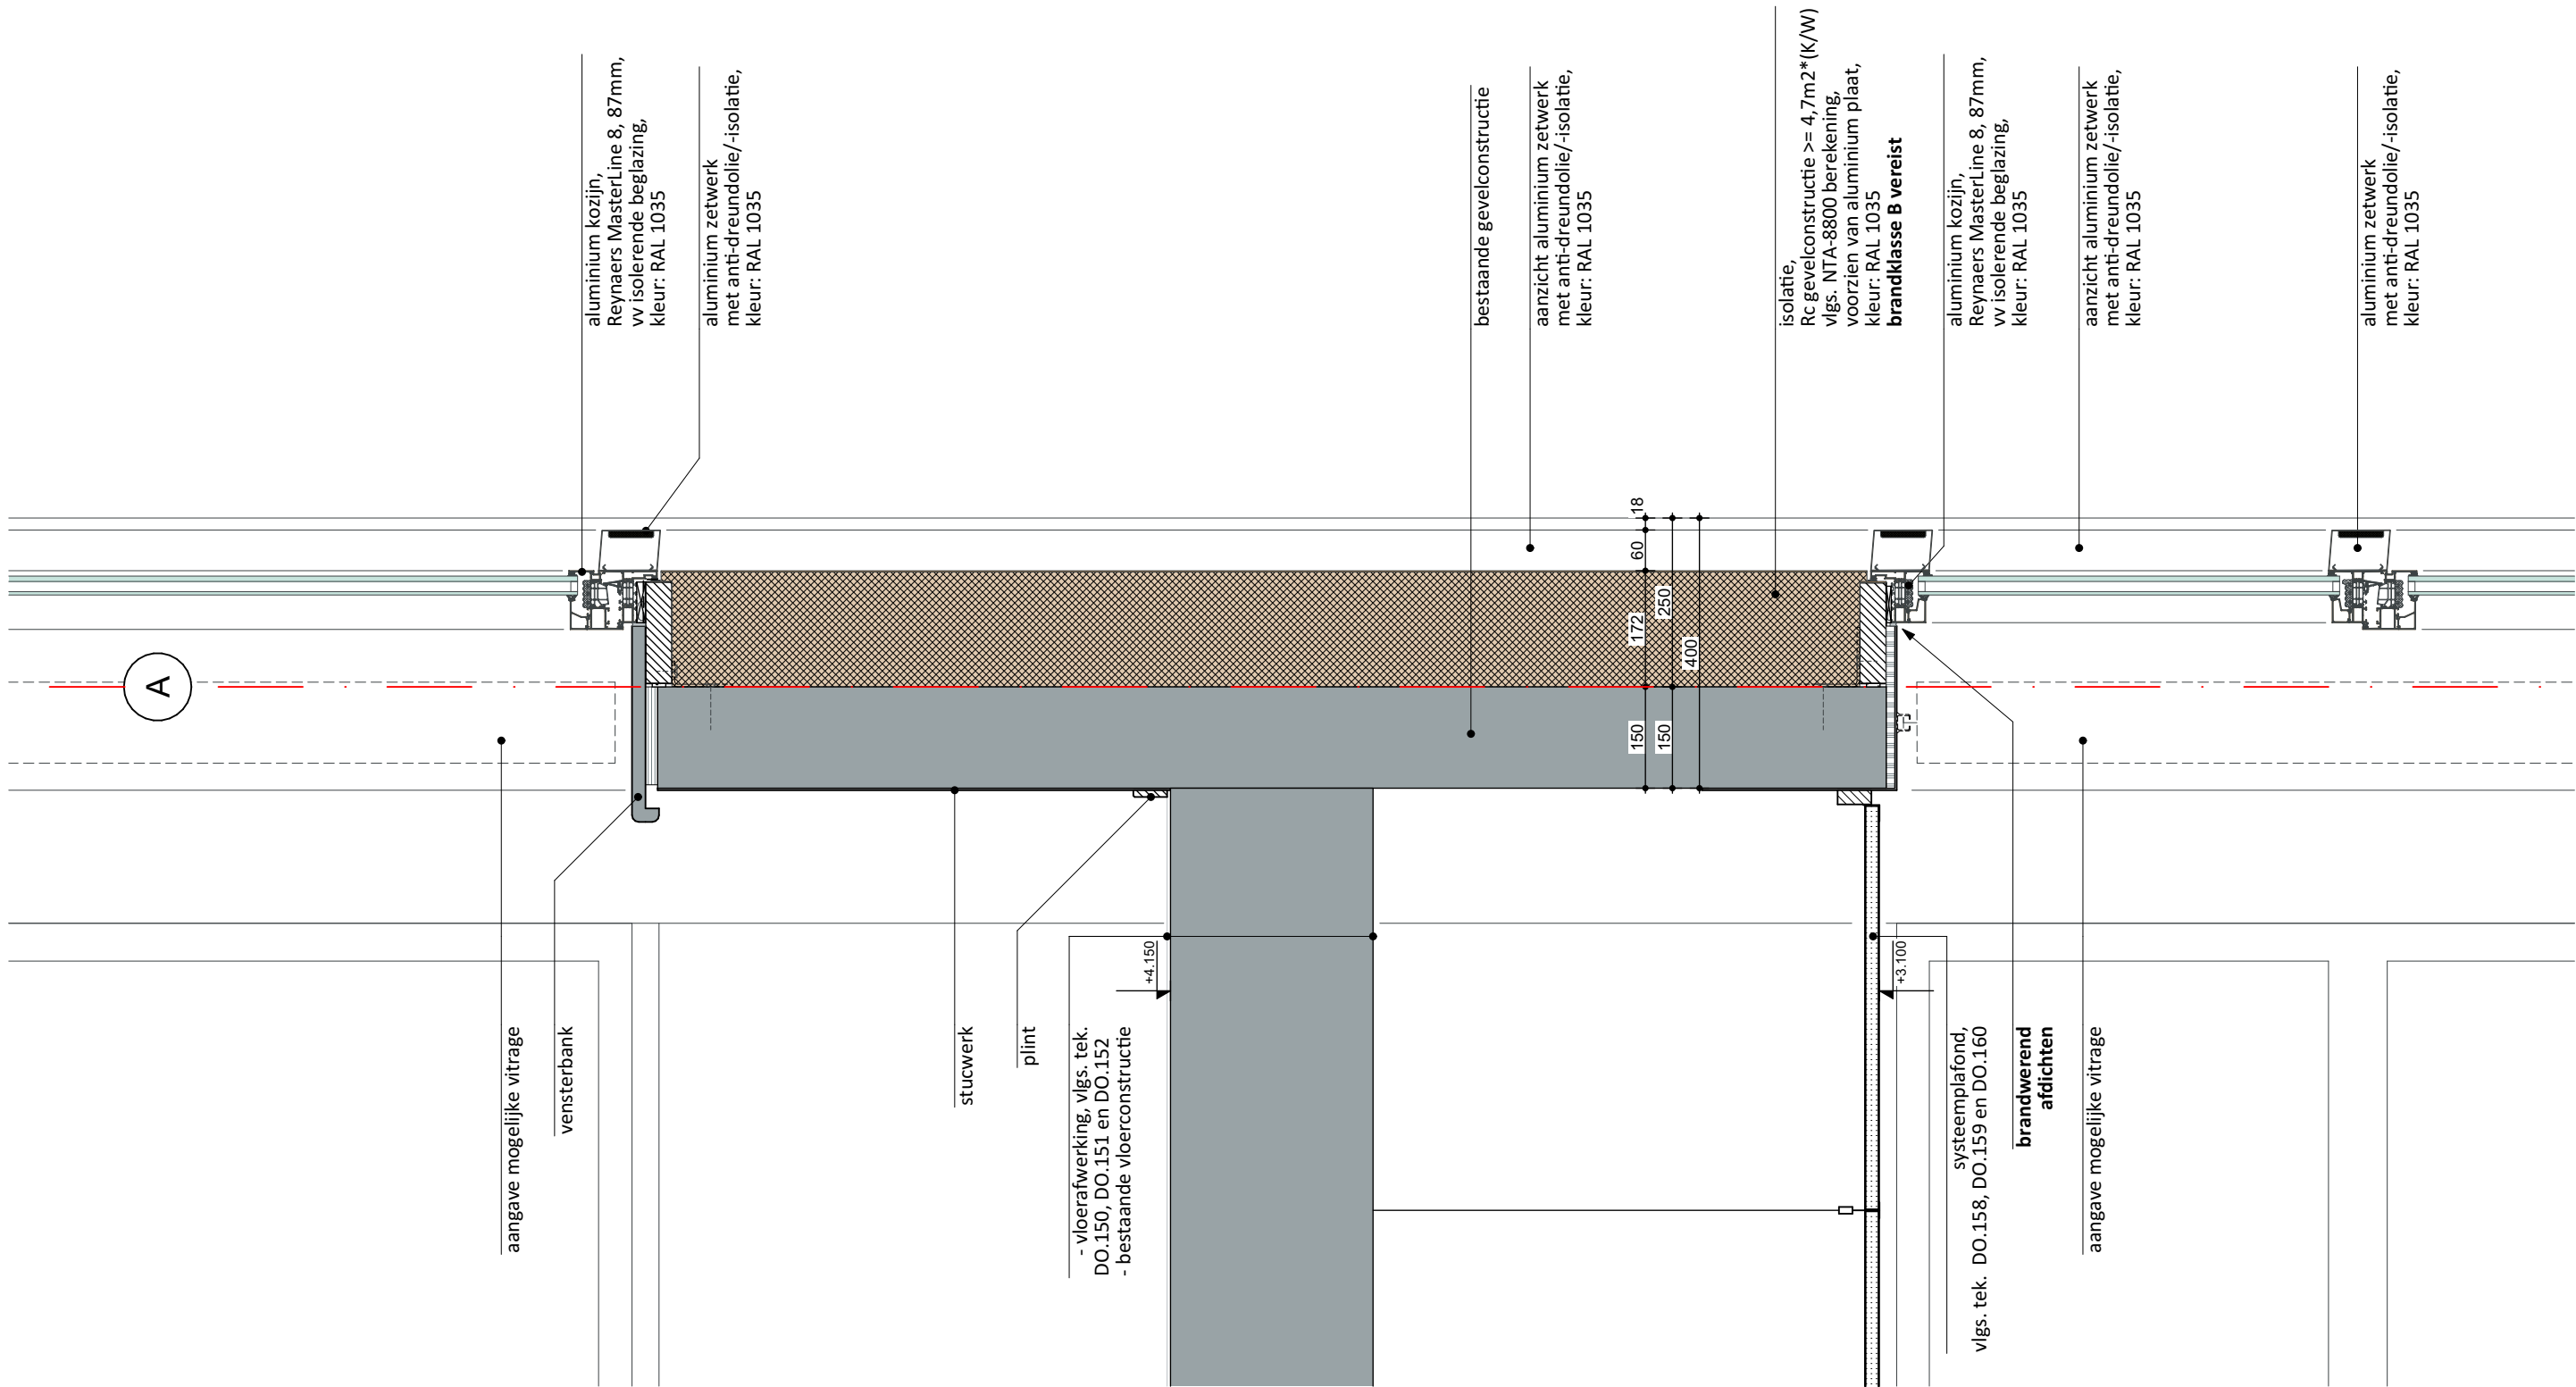 aluminium kozijn,
Reynaers MasterLine 8, 87mm,
vv isolerende beglazing,
kleur: RAL 1035
aluminium zetwerk
met anti-dreundolie/-isolatie,
kleur: RAL 1035
bestaande gevelconstructie
aanzicht aluminium zetwerk
met anti-dreundolie/-isolatie,
kleur: RAL 1035
isolatie,
Rc gevelconstructie >= 4,7m2*(K/W)
vlgs. NTA-8800 berekening,
voorzien van aluminium plaat,
kleur: RAL 1035
brandklasse B vereist
aluminium kozijn,
Reynaers MasterLine 8, 87mm,
vv isolerende beglazing,
kleur: RAL 1035
aanzicht aluminium zetwerk
met anti-dreundolie/-isolatie,
kleur: RAL 1035
aluminium zetwerk
met anti-dreundolie/-isolatie,
kleur: RAL 1035
A
18
60
172
150
250
150
400
aangave mogelijke vitrage
vensterbank
stucwerk
plint
- vloerafwerking, vlgs. tek.
DO.150, DO.151 en DO.152
- bestaande vloerconstructie
+4.150
+3.100
systeemplafond,
vlgs. tek. DO.158, DO.159 en DO.160
brandwerend
afdichten
aangave mogelijke vitrage